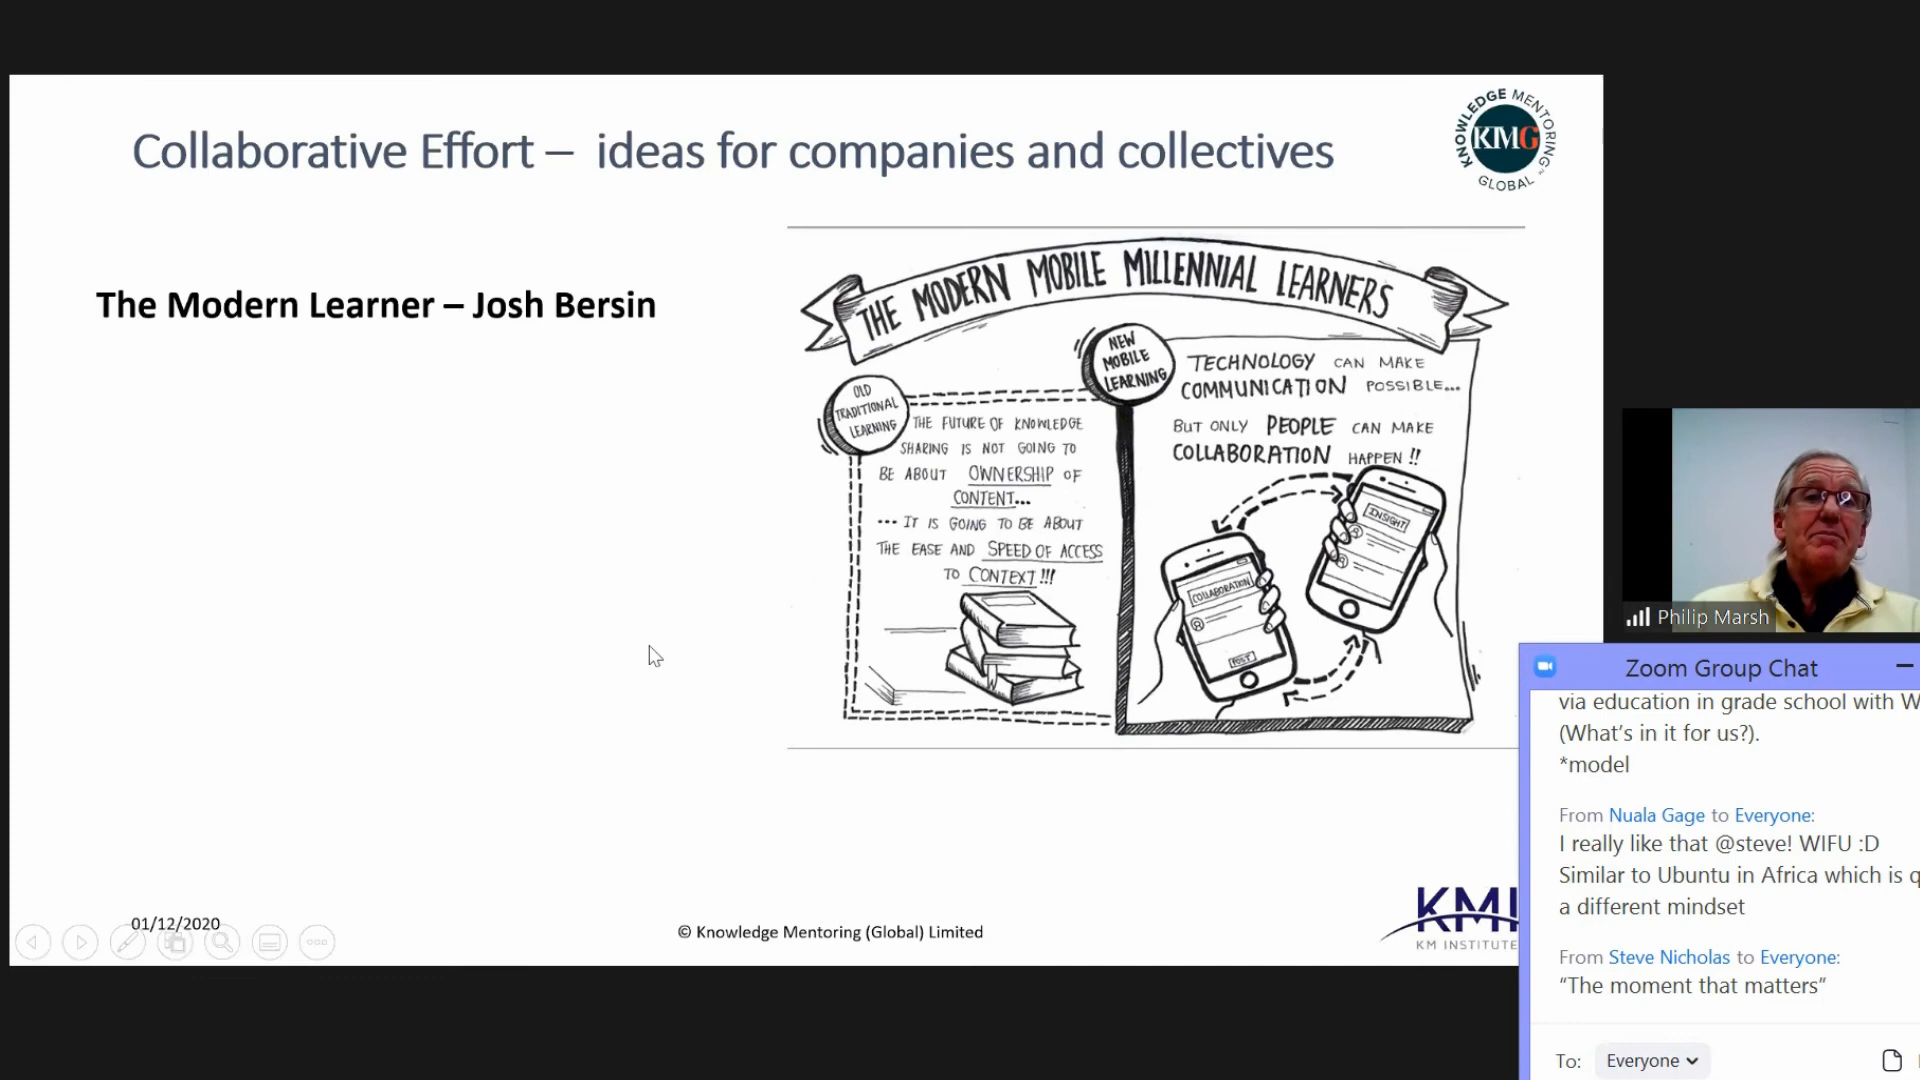 Collaborative Effort – ideas for companies and collectives
KNOWLEDGE MENTORING™
KMG
GLOBAL
The Modern Learner – Josh Bersin
THE MODERN MOBILE MILLENNIAL LEARNERS
OLD
TRADITIONAL
LEARNING
THE FUTURE OF KNOWLEDGE
SHARING IS NOT GOING TO
BE ABOUT OWNERSHIP OF
CONTENT...
... IT IS GOING TO BE ABOUT
THE EASE AND SPEED OF ACCESS
TO CONTEXT!!!
NEW
MOBILE
LEARNING
TECHNOLOGY CAN MAKE
COMMUNICATION POSSIBLE...
BUT ONLY PEOPLE CAN MAKE
COLLABORATION HAPPEN!!
INSIGHT
COLLABORATION
POST
01/12/2020
© Knowledge Mentoring (Global) Limited
KMI
KM INSTITUTE
Philip Marsh
Zoom Group Chat
via education in grade school with W
(What's in it for us?).
*model
From Nuala Gage to Everyone:
I really like that @steve! WIFU :D
Similar to Ubuntu in Africa which is q
a different mindset
From Steve Nicholas to Everyone:
“The moment that matters“
To: Everyone